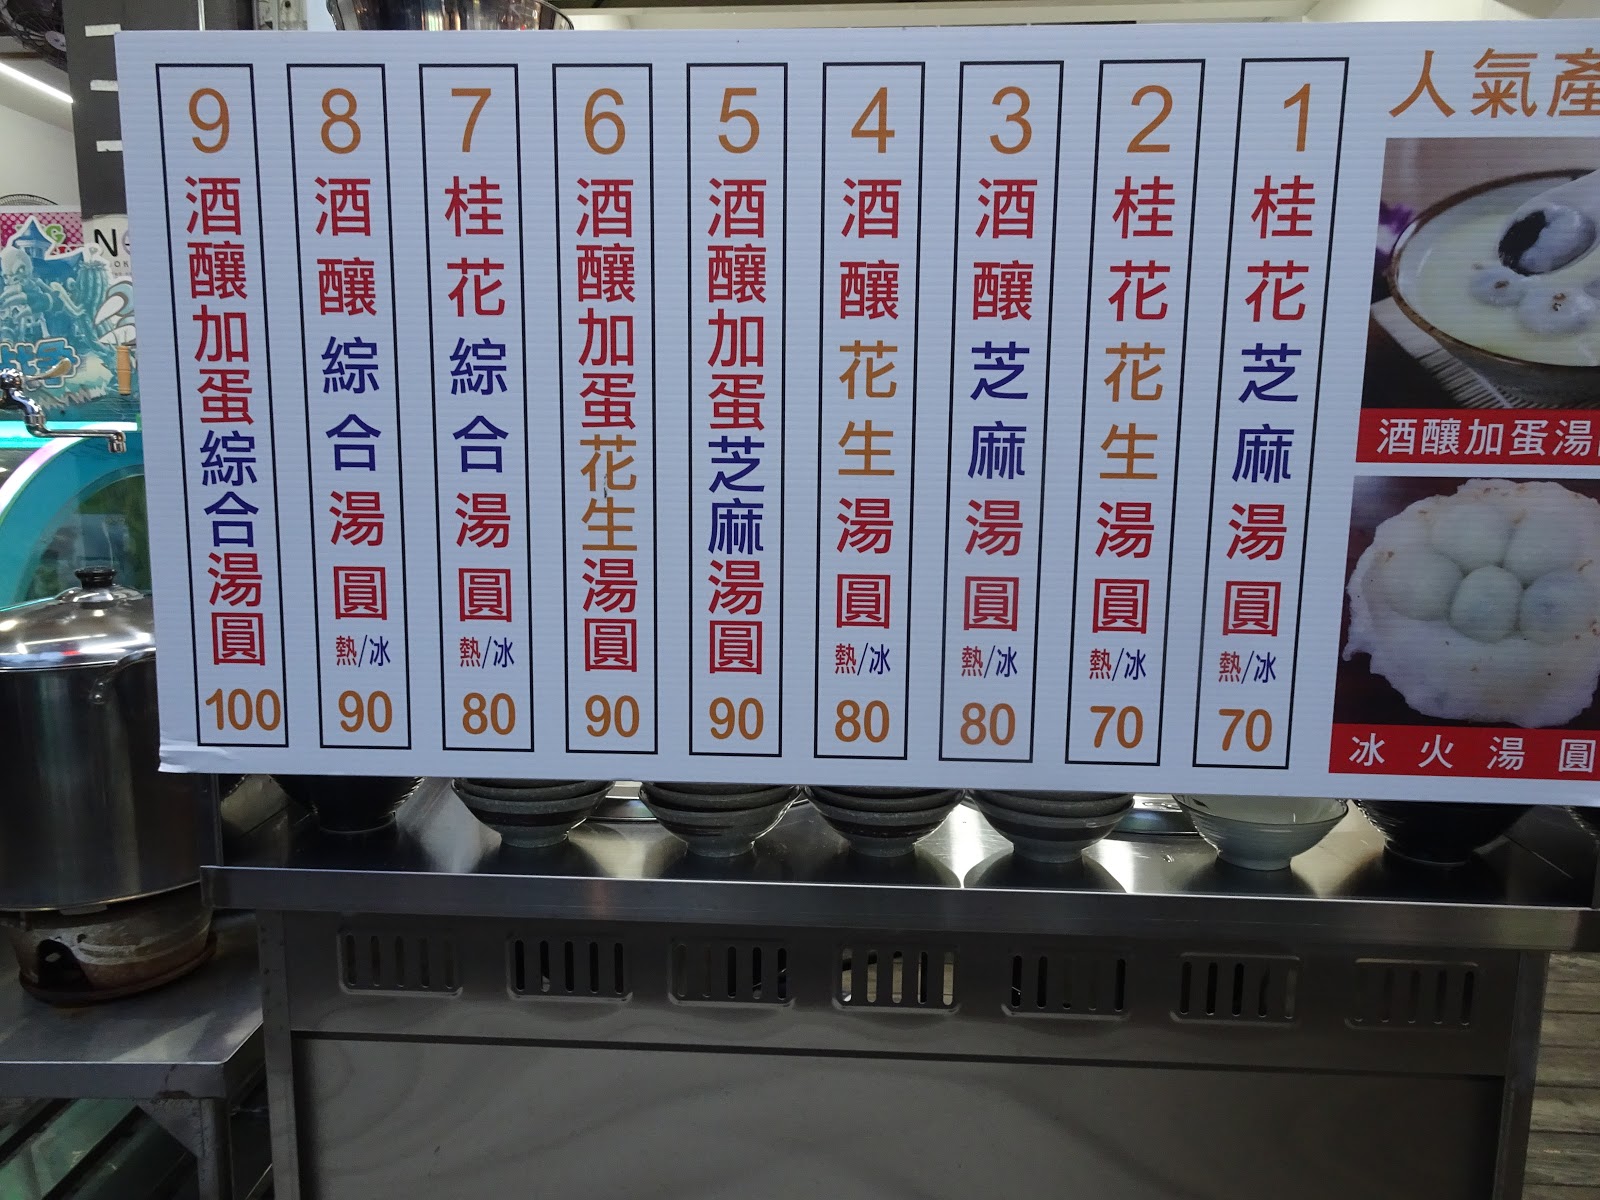 人氣產
1
桂花芝麻湯圓
熱/冰
70
2
桂花花生湯圓
熱/冰
70
3
酒釀芝麻湯圓
熱/冰
80
4
酒釀花生湯圓
熱/冰
80
5
酒釀加蛋芝麻湯圓
90
6
酒釀加蛋花生湯圓
90
7
桂花綜合湯圓
熱/冰
80
8
酒釀綜合湯圓
熱/冰
90
9
酒釀加蛋綜合湯圓
100
酒釀加蛋湯
冰火湯圓